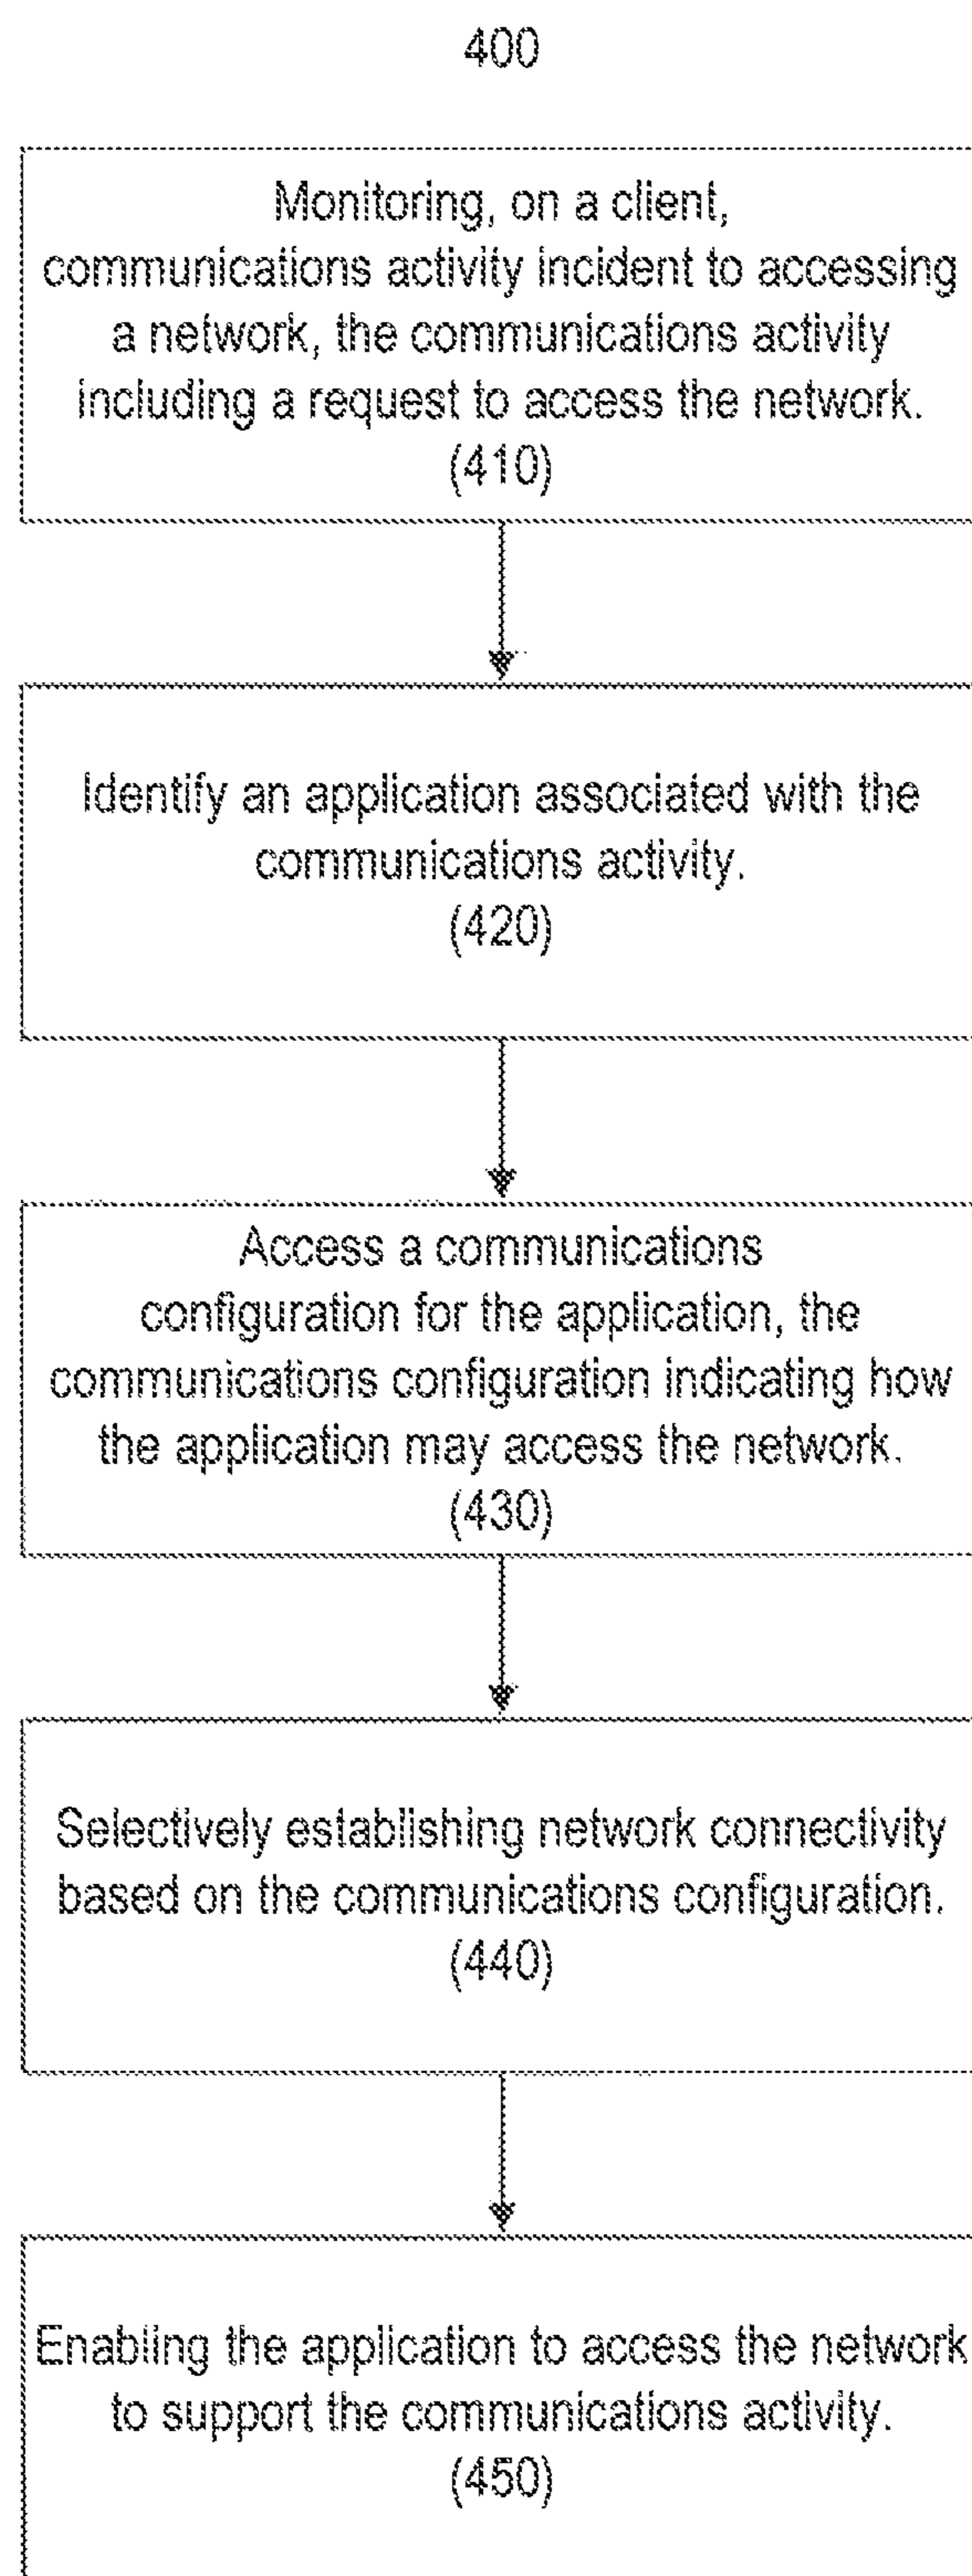 400
Monitoring, on a client,
communications activity incident to accessing
a network, the communications activity
including a request to access the network.
(410)
Identify an application associated with the
communications activity.
(420)
Access a communications
configuration for the application, the
communications configuration indicating how
the application may access the network.
(430)
Selectively establishing network connectivity
based on the communications configuration.
(440)
Enabling the application to access the network
to support the communications activity.
(450)